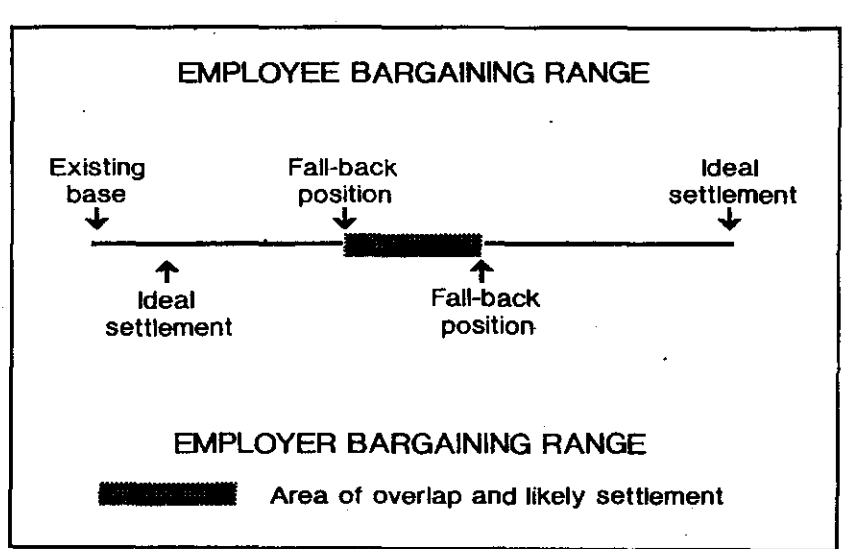 EMPLOYEE BARGAINING RANGE
Existing
base
Fall-back
position
Ideal
settlement
Ideal
settlement
Fall-back
position
EMPLOYER BARGAINING RANGE
Area of overlap and likely settlement